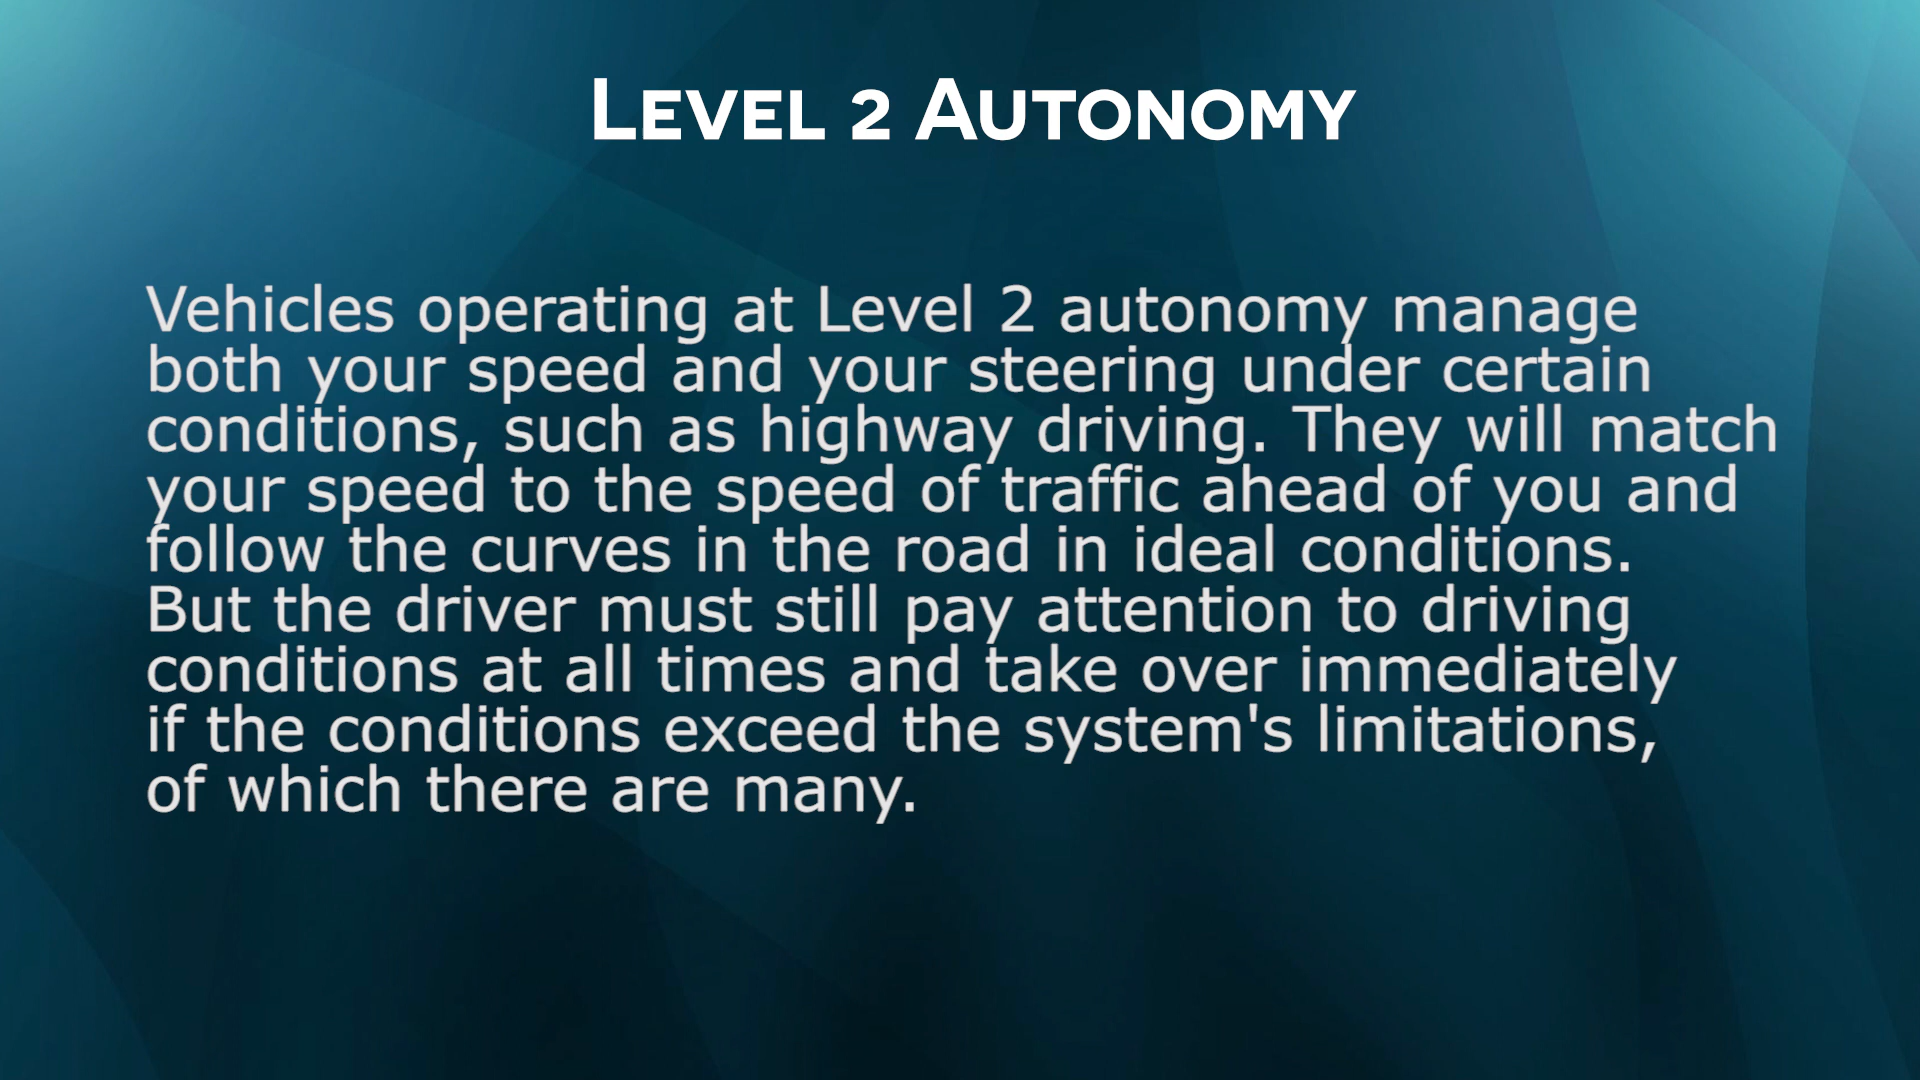 Level 2 Autonomy
Vehicles operating at Level 2 autonomy manage
both your speed and your steering under certain
conditions, such as highway driving. They will match
your speed to the speed of traffic ahead of you and
follow the curves in the road in ideal conditions.
But the driver must still pay attention to driving
conditions at all times and take over immediately
if the conditions exceed the system's limitations,
of which there are many.